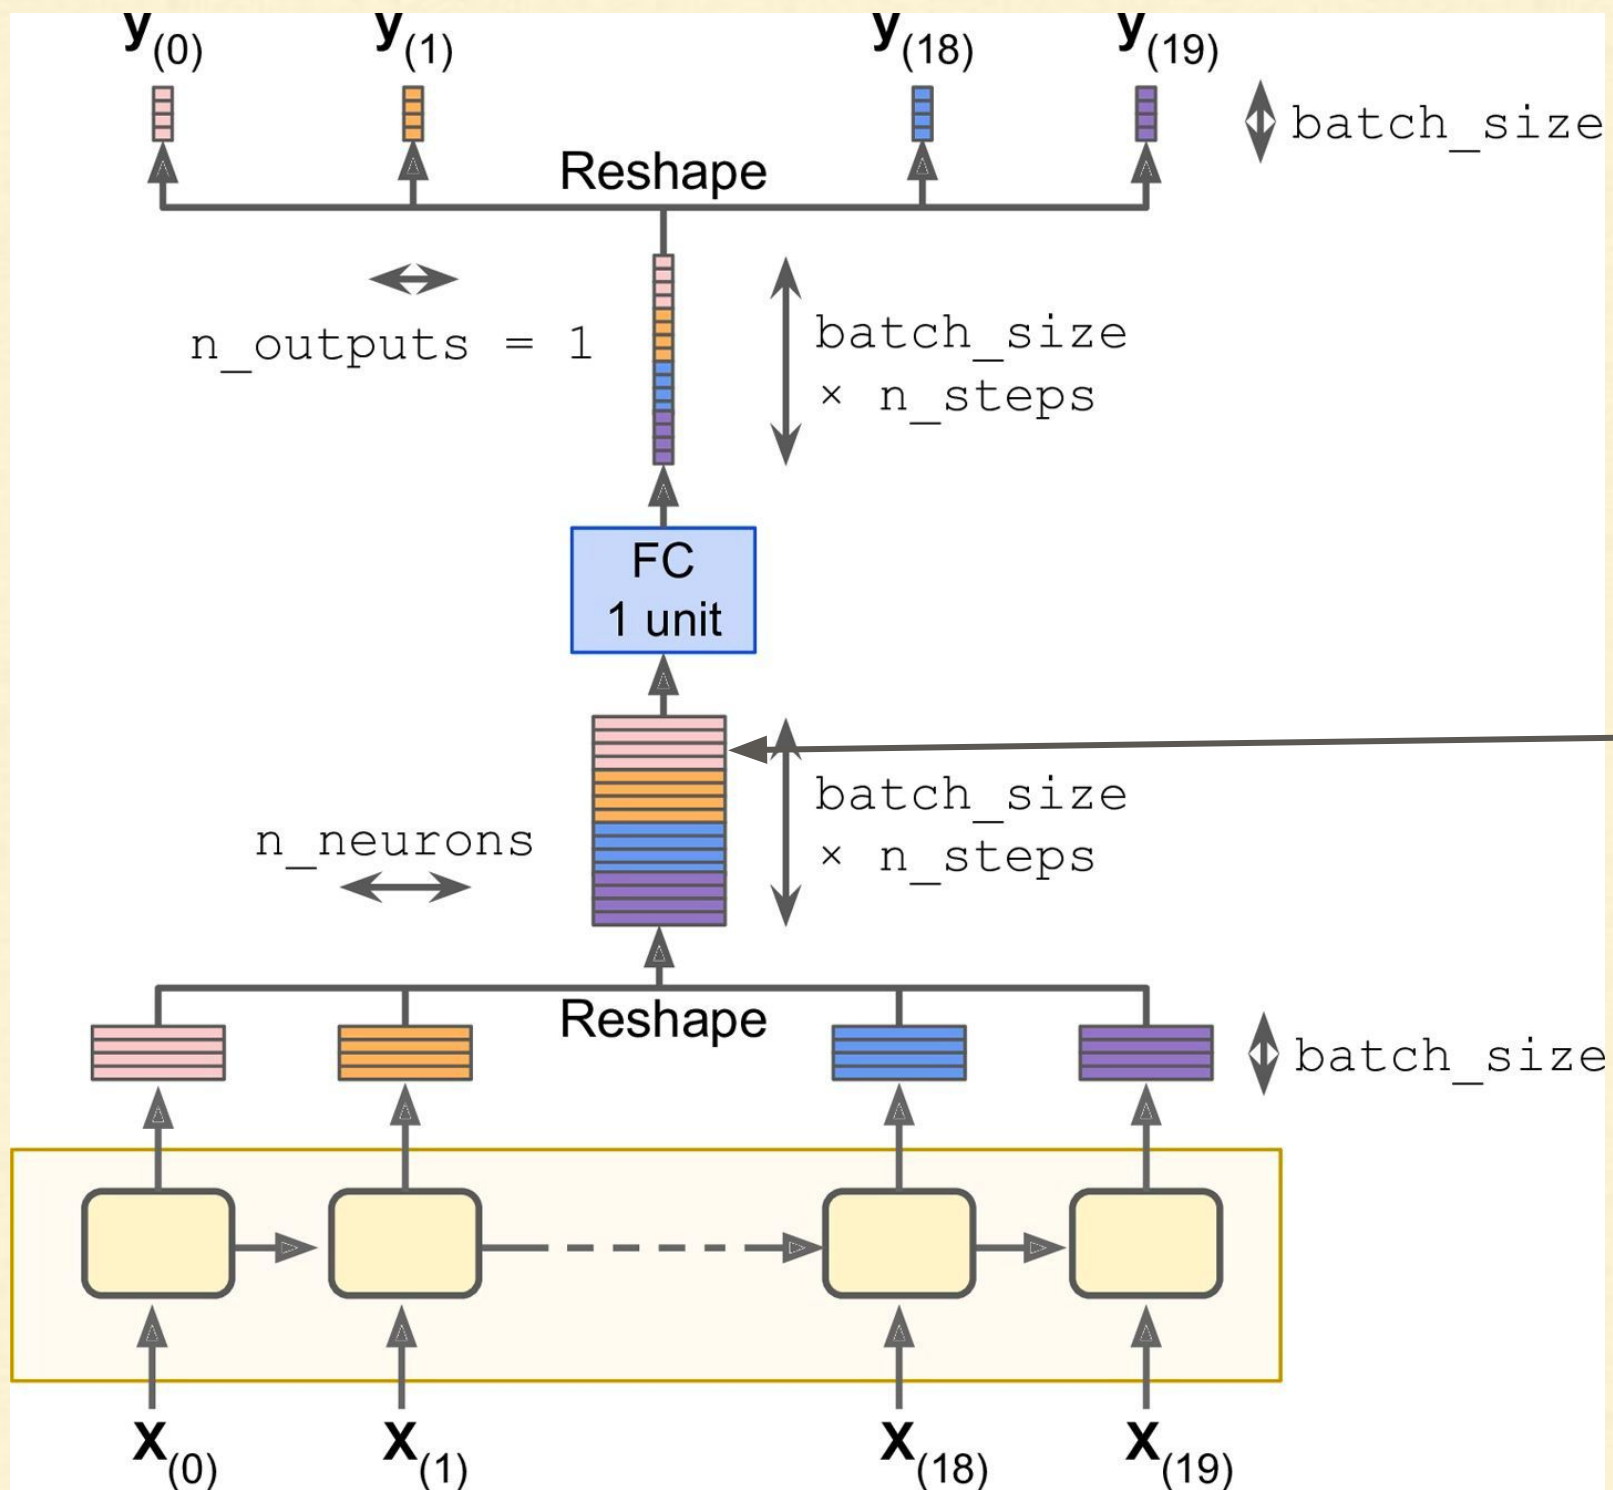 y(0) y(1) y(18) y(19)
batch_size
Reshape
n_outputs = 1
batch_size
× n_steps
FC
1 unit
n_neurons
batch_size
× n_steps
Reshape
batch_size
X(0) X(1) X(18) X(19)